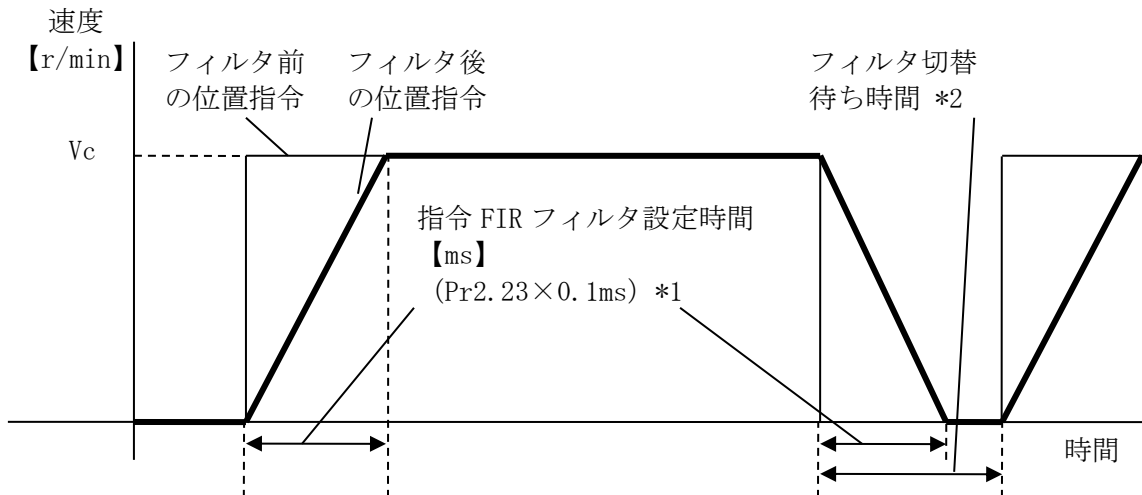 速度
【r/min】
フィルタ前
の位置指令
フィルタ後
の位置指令
フィルタ切替
待ち時間 *2
Vc
指令 FIR フィルタ設定時間
【ms】
(Pr2.23×0.1ms) *1
時間